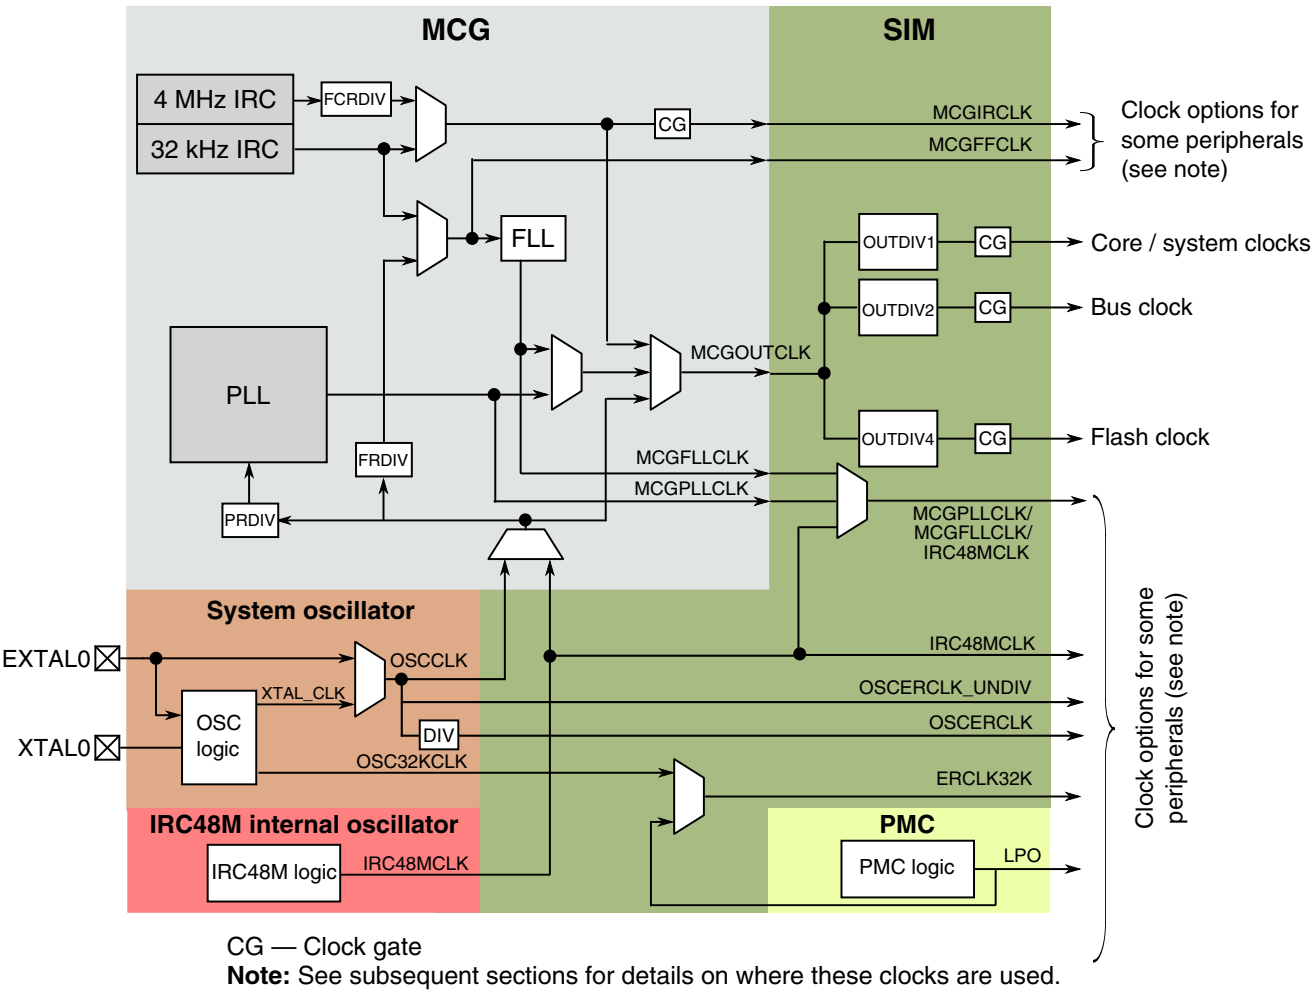 MCG
SIM
4 MHz IRC
FCRDIV
32 kHz IRC
CG
MCGIRCLK
MCGFFCLK
Clock options for
some peripherals
(see note)
FLL
OUTDIV1
CG
Core / system clocks
OUTDIV2
CG
Bus clock
MCGOUTCLK
PLL
OUTDIV4
CG
Flash clock
FRDIV
MCGFLLCLK
MCGPLLCLK
PRDIV
MCGPLLCLK/
MCGFLLCLK/
IRC48MCLK
Clock options for some
peripherals (see note)
System oscillator
EXTAL0
OSCCLK
IRC48MCLK
XTAL_CLK
OSCERCLK_UNDIV
OSC
logic
XTAL0
DIV
OSCERCLK
OSC32KCLK
ERCLK32K
IRC48M internal oscillator
PMC
IRC48M logic
IRC48MCLK
PMC logic
LPO
CG — Clock gate
Note: See subsequent sections for details on where these clocks are used.